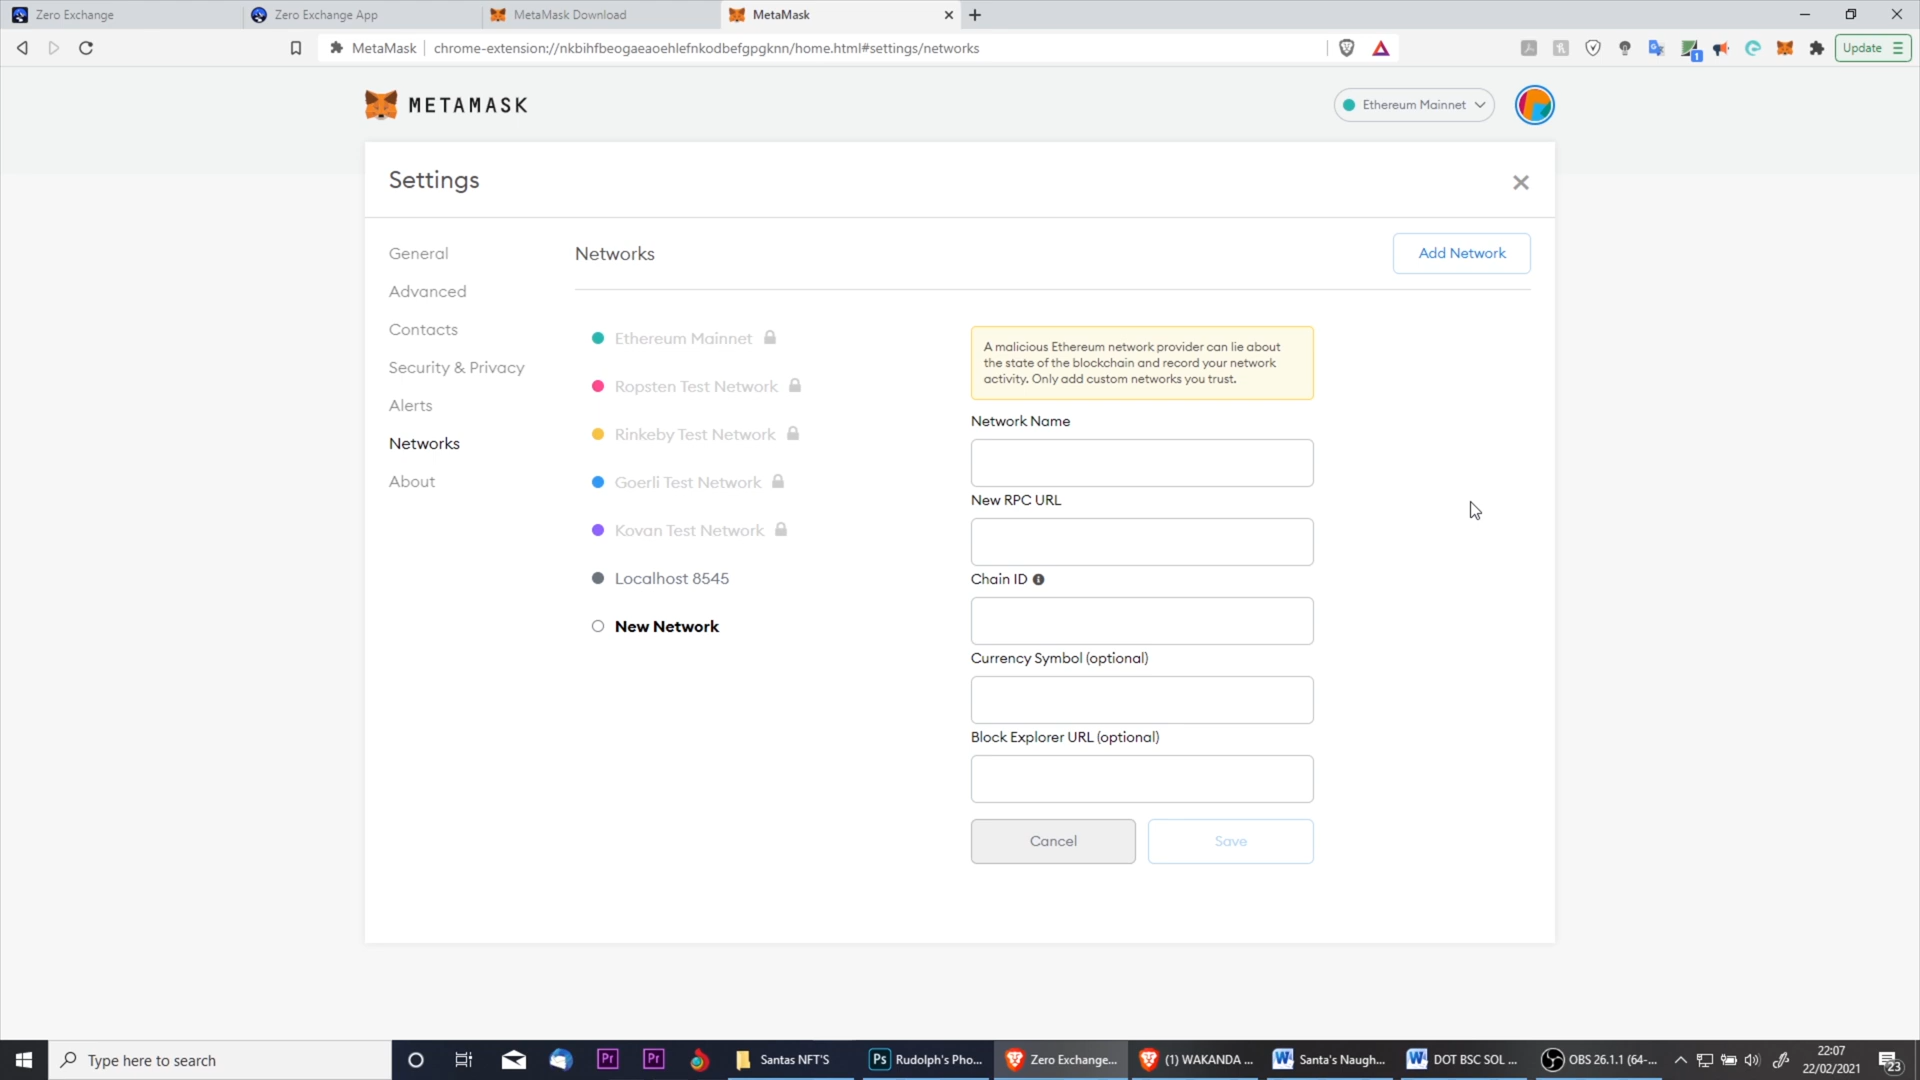 Zero Exchange
Zero Exchange App
MetaMask Download
MetaMask
MetaMask
chrome-extension://nkbihfbeogaeaoehlefnkodbefgpgknn/home.html#settings/networks
1
Update
METAMASK
Ethereum Mainnet
Settings
General
Advanced
Contacts
Security & Privacy
Alerts
Networks
About
Networks
Add Network
Ethereum Mainnet
Ropsten Test Network
Rinkeby Test Network
Goerli Test Network
Kovan Test Network
Localhost 8545
New Network
A malicious Ethereum network provider can lie about
the state of the blockchain and record your network
activity. Only add custom networks you trust.
Network Name
New RPC URL
Chain ID
Currency Symbol (optional)
Block Explorer URL (optional)
Cancel
Save
Type here to search
Pr
Pr
Santas NFT'S
Ps
Rudolph's Pho...
Zero Exchange...
(1) WAKANDA ...
Santa's Naugh...
DOT BSC SOL ...
OBS 26.1.1 (64-...
22:07
22/02/2021
23